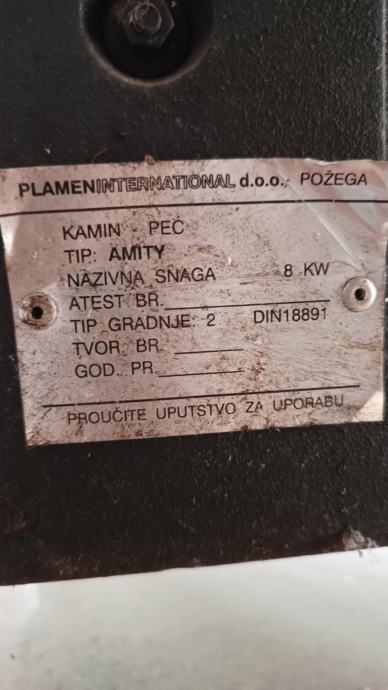 PLAMENINTERNATIONAL d.o.o.- POŽEGA
KAMIN - PEĆ
TIP: AMITY
NAZIVNA SNAGA 8 KW
ATEST BR.
TIP GRADNJE: 2 DIN18891
TVOR. BR.
GOD. PR.
PROUČITE UPUTSTVO ZA UPORABU